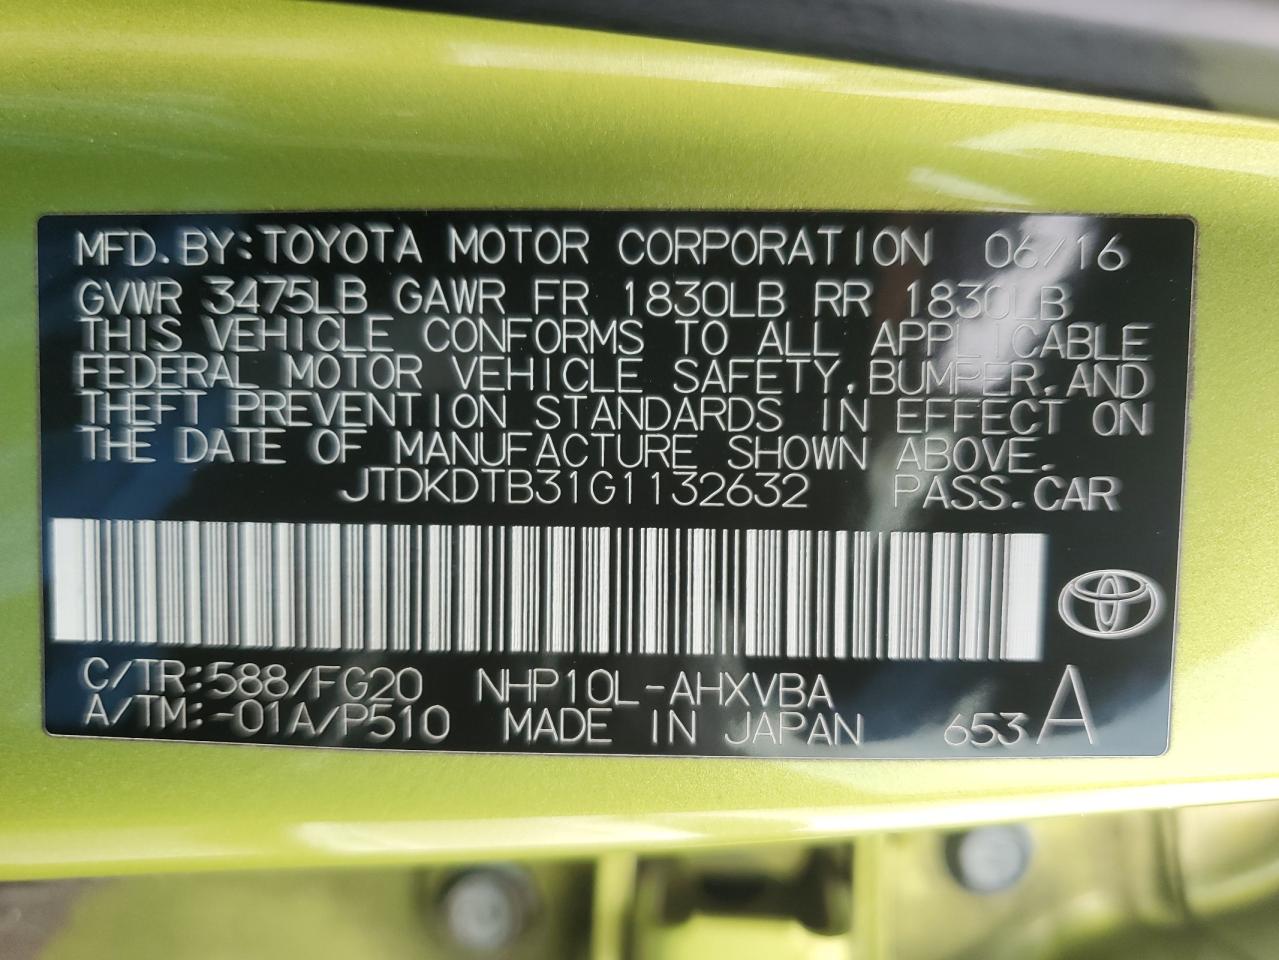 MFD. BY: TOYOTA MOTOR CORPORATION 06/16
GVWR 3475LB GAWR FR 1830LB RR 1830LB
THIS VEHICLE CONFORMS TO ALL APPLICABLE
FEDERAL MOTOR VEHICLE SAFETY, BUMPER, AND
THEFT PREVENTION STANDARDS IN EFFECT ON
THE DATE OF MANUFACTURE SHOWN ABOVE.
JTDKDTB31G1132632 PASS. CAR
C/TR: 588/FG20 NHP10L-AHXVBA
A/TM: -01A/P510 MADE IN JAPAN 653 A